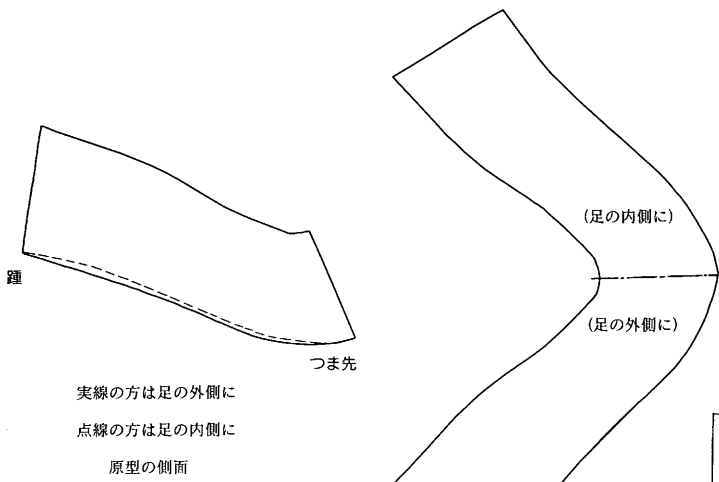 踵
つま先
実線の方は足の外側に
点線の方は足の内側に
原型の側面
(足の内側に)
(足の外側に)